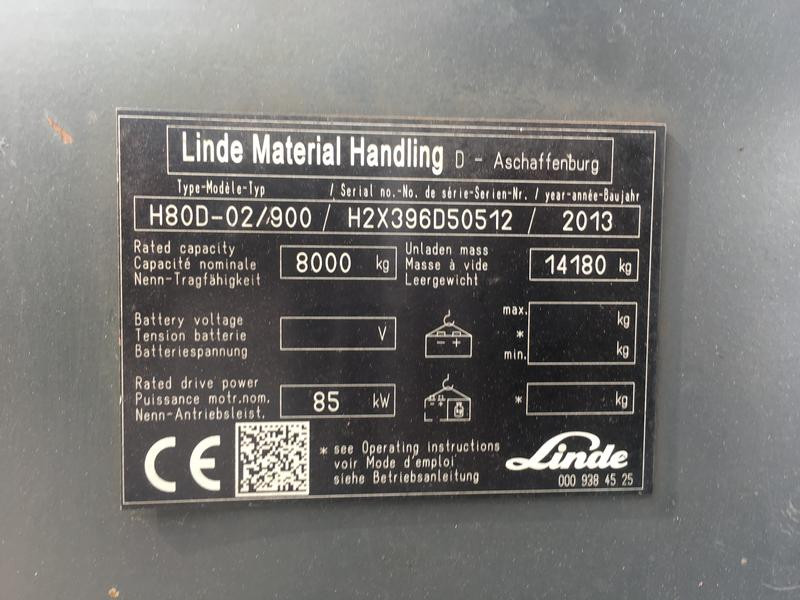 Linde Material Handling D - Aschaffenburg
Type-Modèle-Typ / Serial no.-No. de série-Serien-Nr. / year-année-Baujahr
H80D-02/900 / H2X396D50512 / 2013
Rated capacity
Capacité nominale
Nenn-Tragfähigkeit
8000 kg
Unladen mass
Masse à vide
Leergewicht
14180 kg
Battery voltage
Tension batterie
Batteriespannung
V
- +
max.
*
min.
kg
kg
Rated drive power
Puissance motr.nom.
Nenn-Antriebsleist.
85 kW
* kg
CE
* see Operating instructions
voir Mode d'emploi
siehe Betriebsanleitung
Linde
000 938 45 25